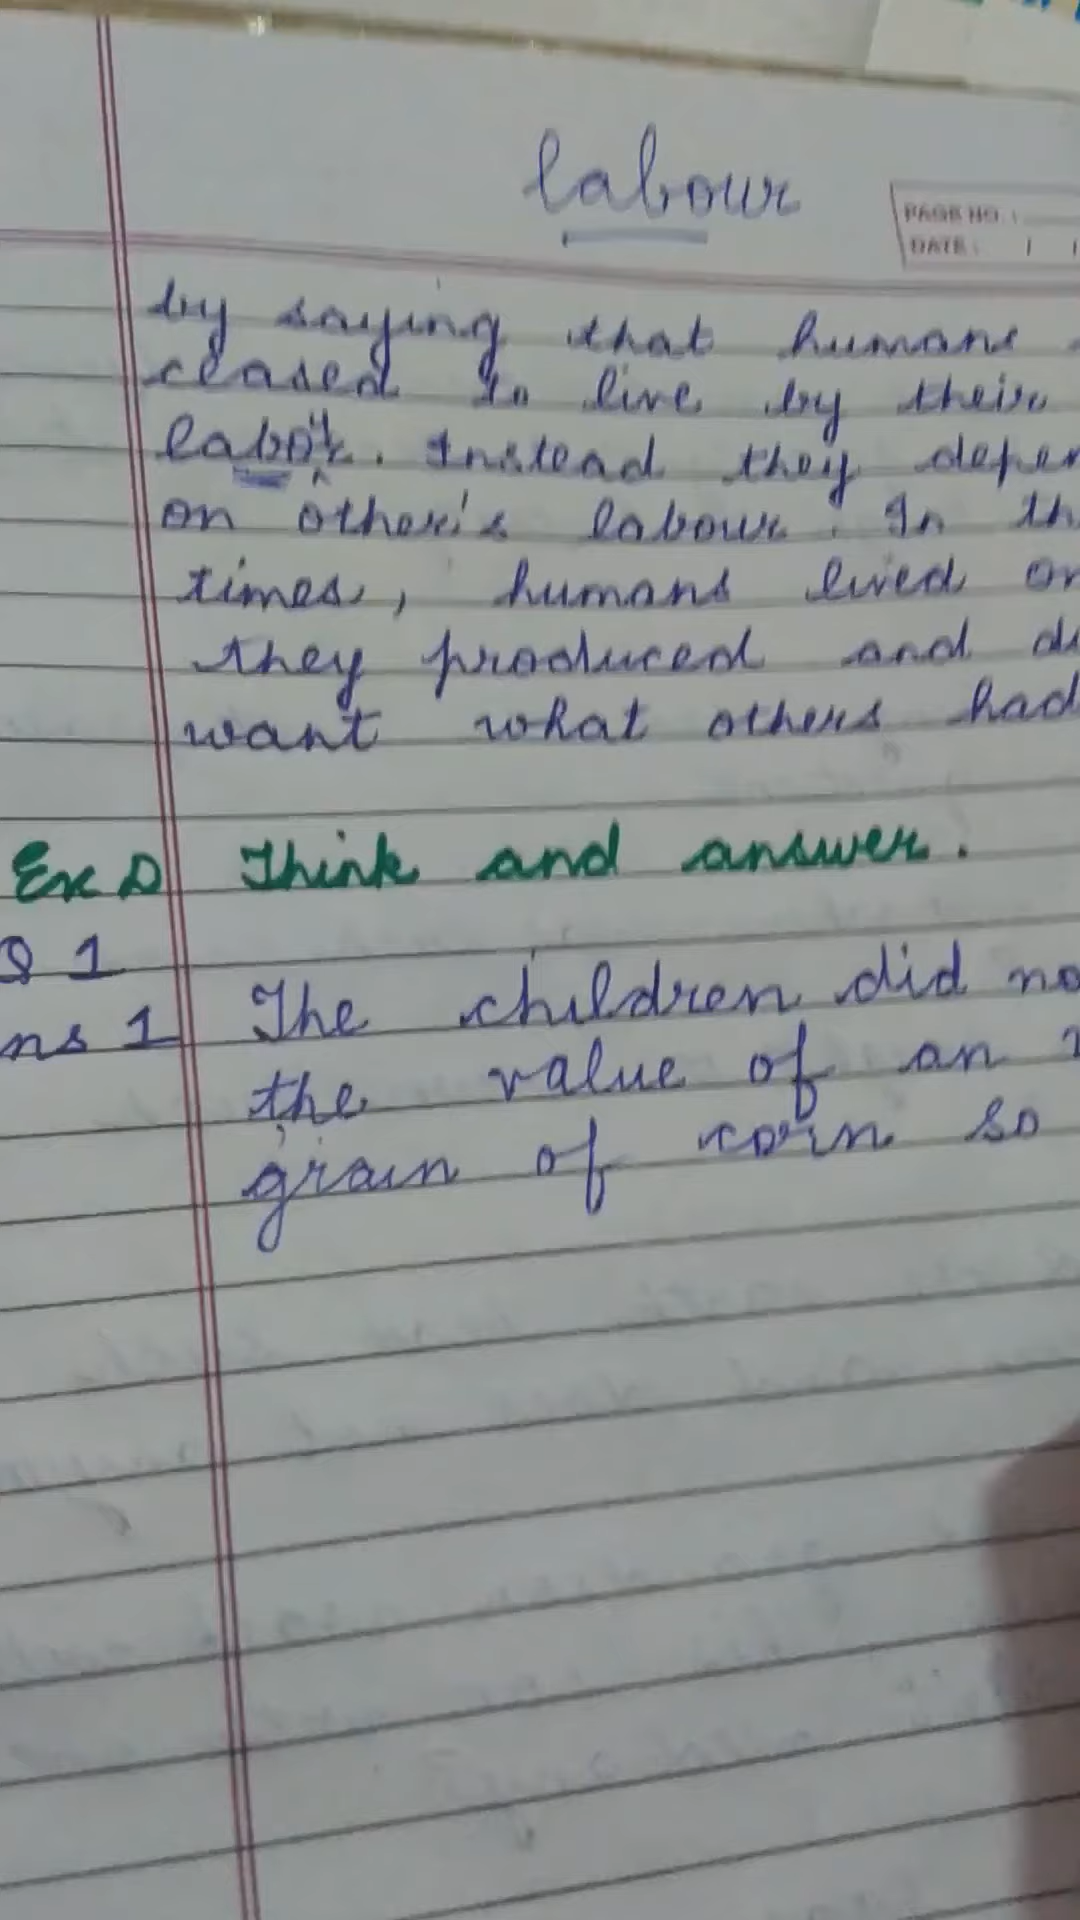 labour
PAGE NO.:
DATE: / /
by saying that humans
ceased to live by their
labour. Instead they
on other's labour. In
times, humans lived
they produced and
want what others had
Ex D Think and answer.
Q 1
ns 1 The children did
the value of an
grain of corn so